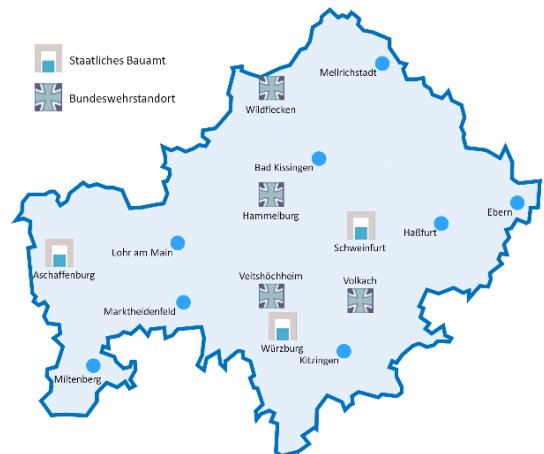 Staatliches Bauamt
Bundeswehrstandort
Mellrichstadt
Wildflecken
Bad Kissingen
Hammelburg
Ebern
Haßfurt
Schweinfurt
Lohr am Main
Aschaffenburg
Veitshöchheim
Volkach
Marktheidenfeld
Würzburg
Kitzingen
Miltenberg